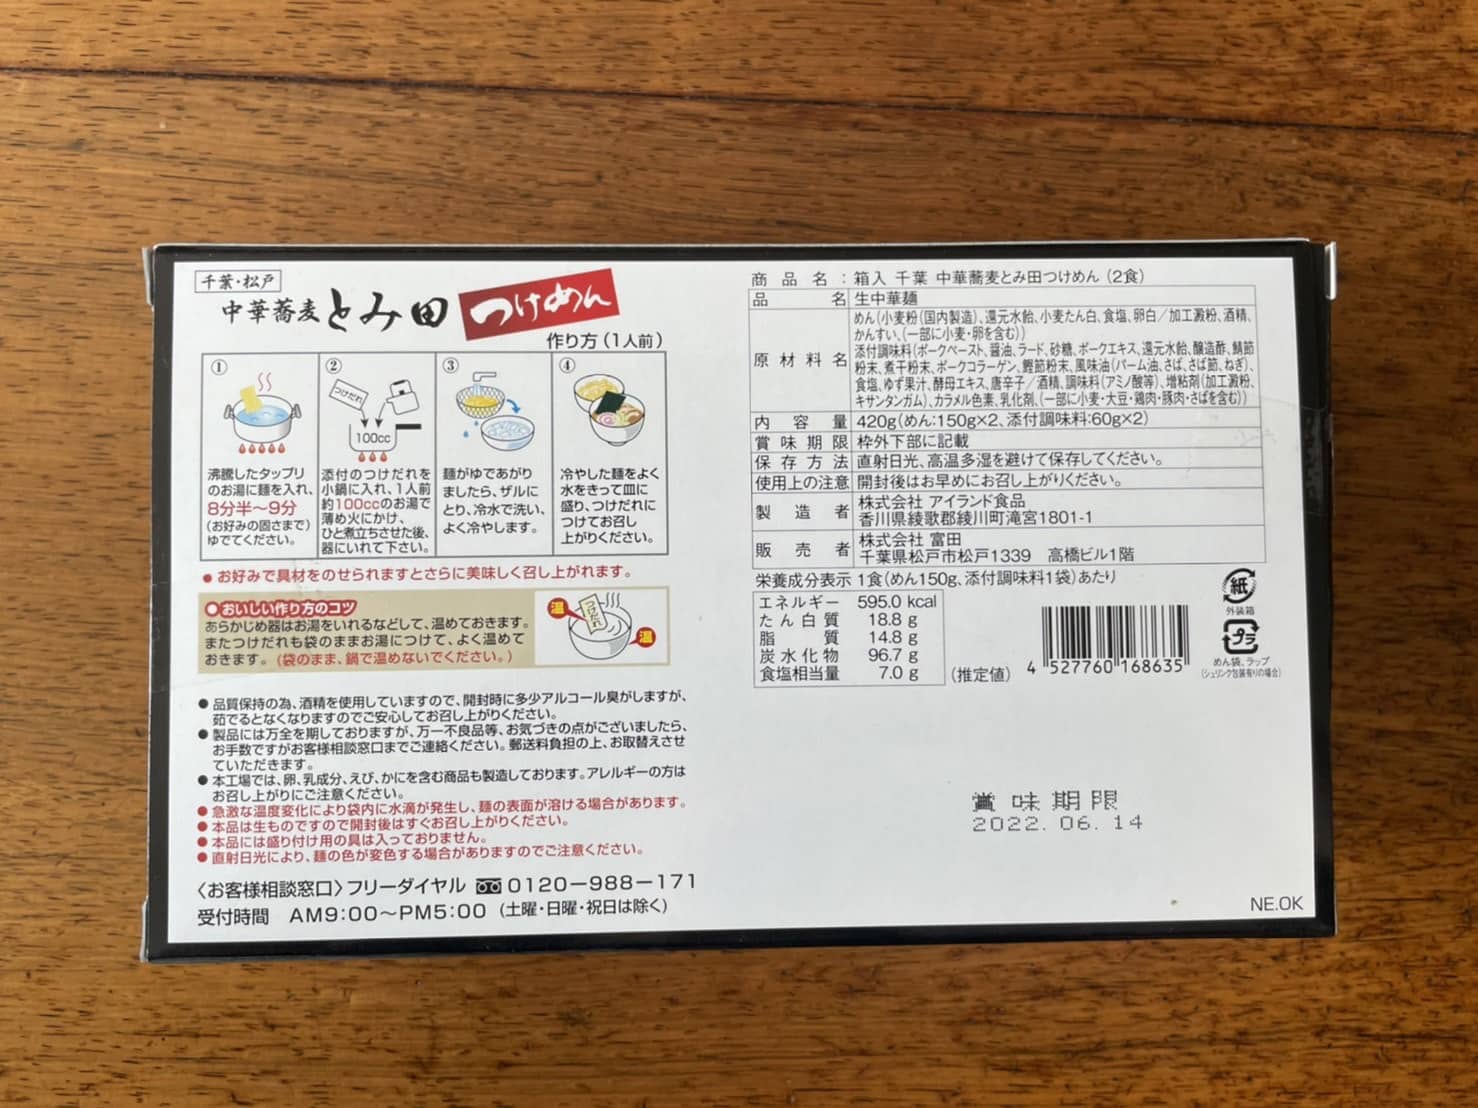 千葉・松戸
中華蕎麦 とみ田 つけめん
作り方(1人前)
①
沸騰したタップリ
のお湯に麺を入れ、
8分半〜9分
(お好みの固さまで)
ゆでてください。
②
つけだれ
100cc
添付のつけだれを
小鍋に入れ、1人前
約100ccのお湯で
薄め火にかけ、
ひと煮立ちさせた後、
器にいれて下さい。
③
麺がゆであがり
ましたら、ザルに
とり、冷水で洗い、
よく冷やします。
④
冷やした麺をよく
水をきって皿に
盛り、つけだれに
つけてお召し
上がりください。
● お好みで具材をのせられますとさらに美味しく召し上がれます。
●おいしい作り方のコツ
あらかじめ器はお湯をいれるなどして、温めておきます。
またつけだれも袋のままお湯につけて、よく温めて
おきます。(袋のまま、鍋で温めないでください。)
温 つけだれ 温
● 品質保持の為、酒精を使用していますので、開封時に多少アルコール臭がしますが、
茹でるとなくなりますのでご安心してお召し上がりください。
● 製品には万全を期しておりますが、万一不良品等、お気づきの点がございましたら、
お手数ですがお客様相談窓口までご連絡ください。郵送料負担の上、お取替えさせ
ていただきます。
● 本工場では、卵、乳成分、えび、かにを含む商品も製造しております。アレルギーの方は
お召し上がりにご注意ください。
● 急激な温度変化により袋内に水滴が発生し、麺の表面が溶ける場合があります。
● 本品は生ものですので開封後はすぐお召し上がりください。
● 本品には盛り付け用の具は入っておりません。
● 直射日光により、麺の色が変色する場合がありますのでご注意ください。
〈お客様相談窓口〉フリーダイヤル 0120−988−171
受付時間 AM9:00〜PM5:00 (土曜・日曜・祝日は除く)
商品名:箱入 千葉 中華蕎麦とみ田つけめん(2食)
品名 生中華麺
原材料名 めん(小麦粉(国内製造)、還元水飴、小麦たん白、食塩、卵白/加工澱粉、酒精、
かんすい、(一部に小麦・卵を含む))
添付調味料(ポークペースト、醤油、ラード、砂糖、ポークエキス、還元水飴、醸造酢、鯖節
粉末、煮干粉末、ポークコラーゲン、鰹節粉末、風味油(パーム油、さば、さば節、ねぎ)、
食塩、ゆず果汁、酵母エキス、唐辛子/酒精、調味料(アミノ酸等)、増粘剤(加工澱粉、
キサンタンガム)、カラメル色素、乳化剤、(一部に小麦・大豆・鶏肉・豚肉・さばを含む))
内容量 420g(めん:150g×2、添付調味料:60g×2)
賞味期限 枠外下部に記載
保存方法 直射日光、高温多湿を避けて保存してください。
使用上の注意 開封後はお早めにお召し上がりください。
製造者 株式会社 アイランド食品
香川県綾歌郡綾川町滝宮1801-1
販売者 株式会社 富田
千葉県松戸市松戸1339 高橋ビル1階
栄養成分表示 1食(めん150g、添付調味料1袋)あたり
エネルギー 595.0 kcal
たん白質 18.8 g
脂質 14.8 g
炭水化物 96.7 g
食塩相当量 7.0 g
(推定値)
4 527760 168635
紙
外装箱
プラ
めん袋、ラップ
(シュリンク包装有りの場合)
賞味期限
2022.06.14
NE.OK